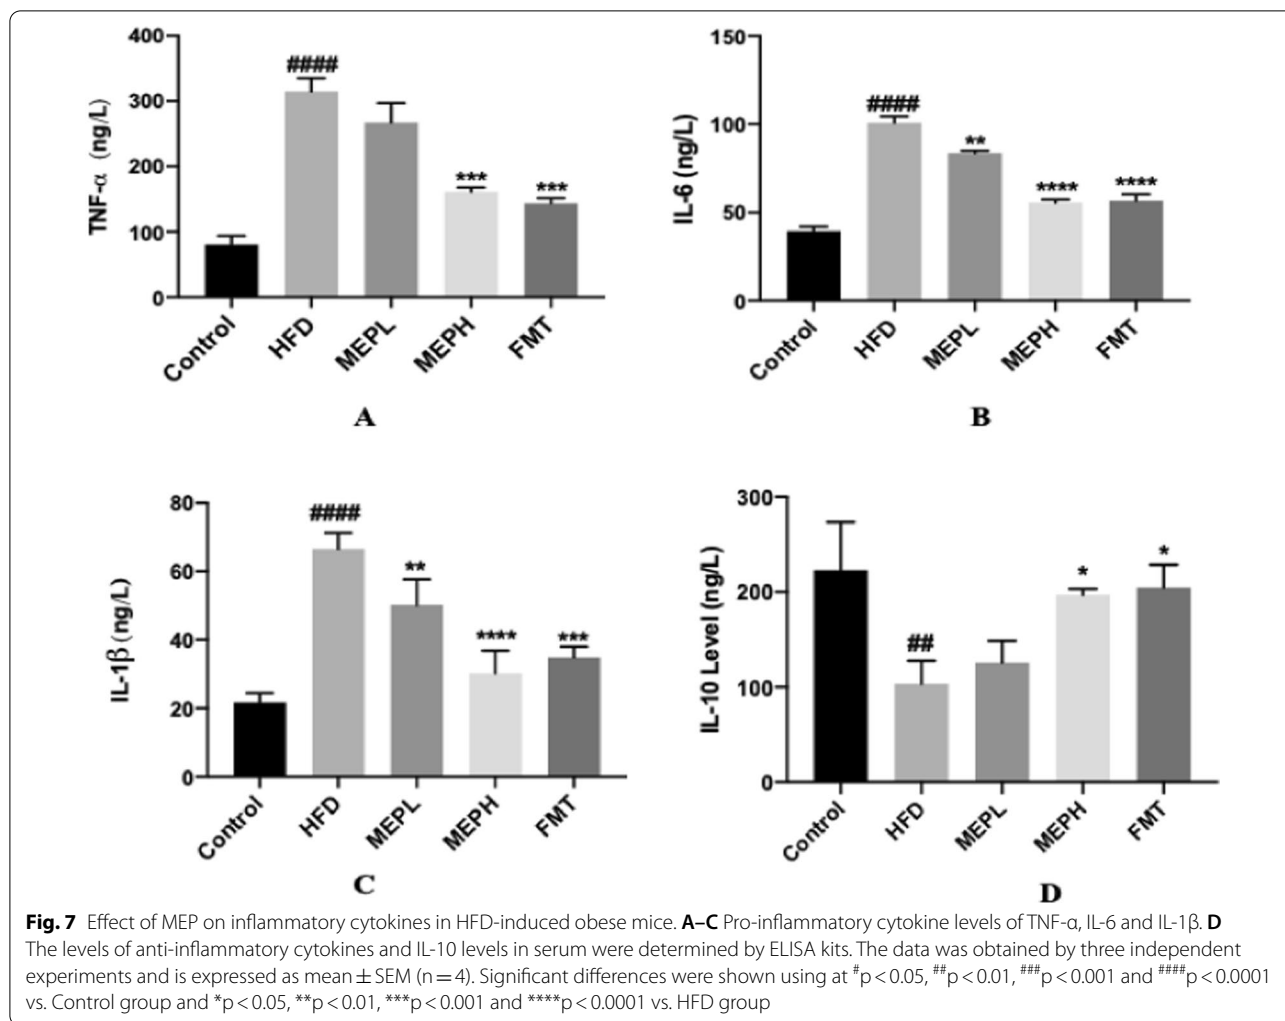 400
300
200
100
0
TNF-α (ng/L)
####
***
***
Control
HFD
MEPL
MEPH
FMT
A
150
100
50
0
IL-6 (ng/L)
####
**
****
****
Control
HFD
MEPL
MEPH
FMT
B
80
60
40
20
0
IL-1β (ng/L)
####
**
****
***
Control
HFD
MEPL
MEPH
FMT
C
300
200
100
0
IL-10 Level (ng/L)
##
*
*
Control
HFD
MEPL
MEPH
FMT
D
Fig. 7 Effect of MEP on inflammatory cytokines in HFD-induced obese mice. A–C Pro-inflammatory cytokine levels of TNF-α, IL-6 and IL-1β. D
The levels of anti-inflammatory cytokines and IL-10 levels in serum were determined by ELISA kits. The data was obtained by three independent
experiments and is expressed as mean ± SEM (n = 4). Significant differences were shown using at #p < 0.05, ##p < 0.01, ###p < 0.001 and ####p < 0.0001
vs. Control group and *p < 0.05, **p < 0.01, ***p < 0.001 and ****p < 0.0001 vs. HFD group